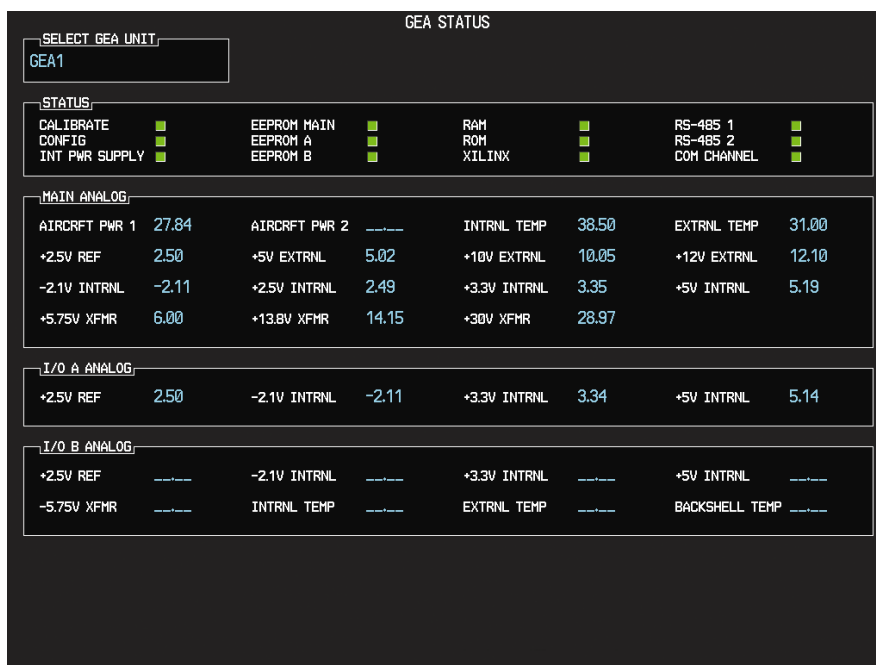 GEA STATUS
SELECT GEA UNIT
GEA1
STATUS
CALIBRATE EEPROM MAIN RAM RS-485 1
CONFIG EEPROM A ROM RS-485 2
INT PWR SUPPLY EEPROM B XILINX COM CHANNEL
MAIN ANALOG
AIRCRFT PWR 1 27.84 AIRCRFT PWR 2 __.__ INTRNL TEMP 38.50 EXTRNL TEMP 31.00
+2.5V REF 2.50 +5V EXTRNL 5.02 +10V EXTRNL 10.05 +12V EXTRNL 12.10
-2.1V INTRNL -2.11 +2.5V INTRNL 2.49 +3.3V INTRNL 3.35 +5V INTRNL 5.19
+5.75V XFMR 6.00 +13.8V XFMR 14.15 +30V XFMR 28.97
I/O A ANALOG
+2.5V REF 2.50 -2.1V INTRNL -2.11 +3.3V INTRNL 3.34 +5V INTRNL 5.14
I/O B ANALOG
+2.5V REF __.__ -2.1V INTRNL __.__ +3.3V INTRNL __.__ +5V INTRNL __.__
-5.75V XFMR __.__ INTRNL TEMP __.__ EXTRNL TEMP __.__ BACKSHELL TEMP __.__